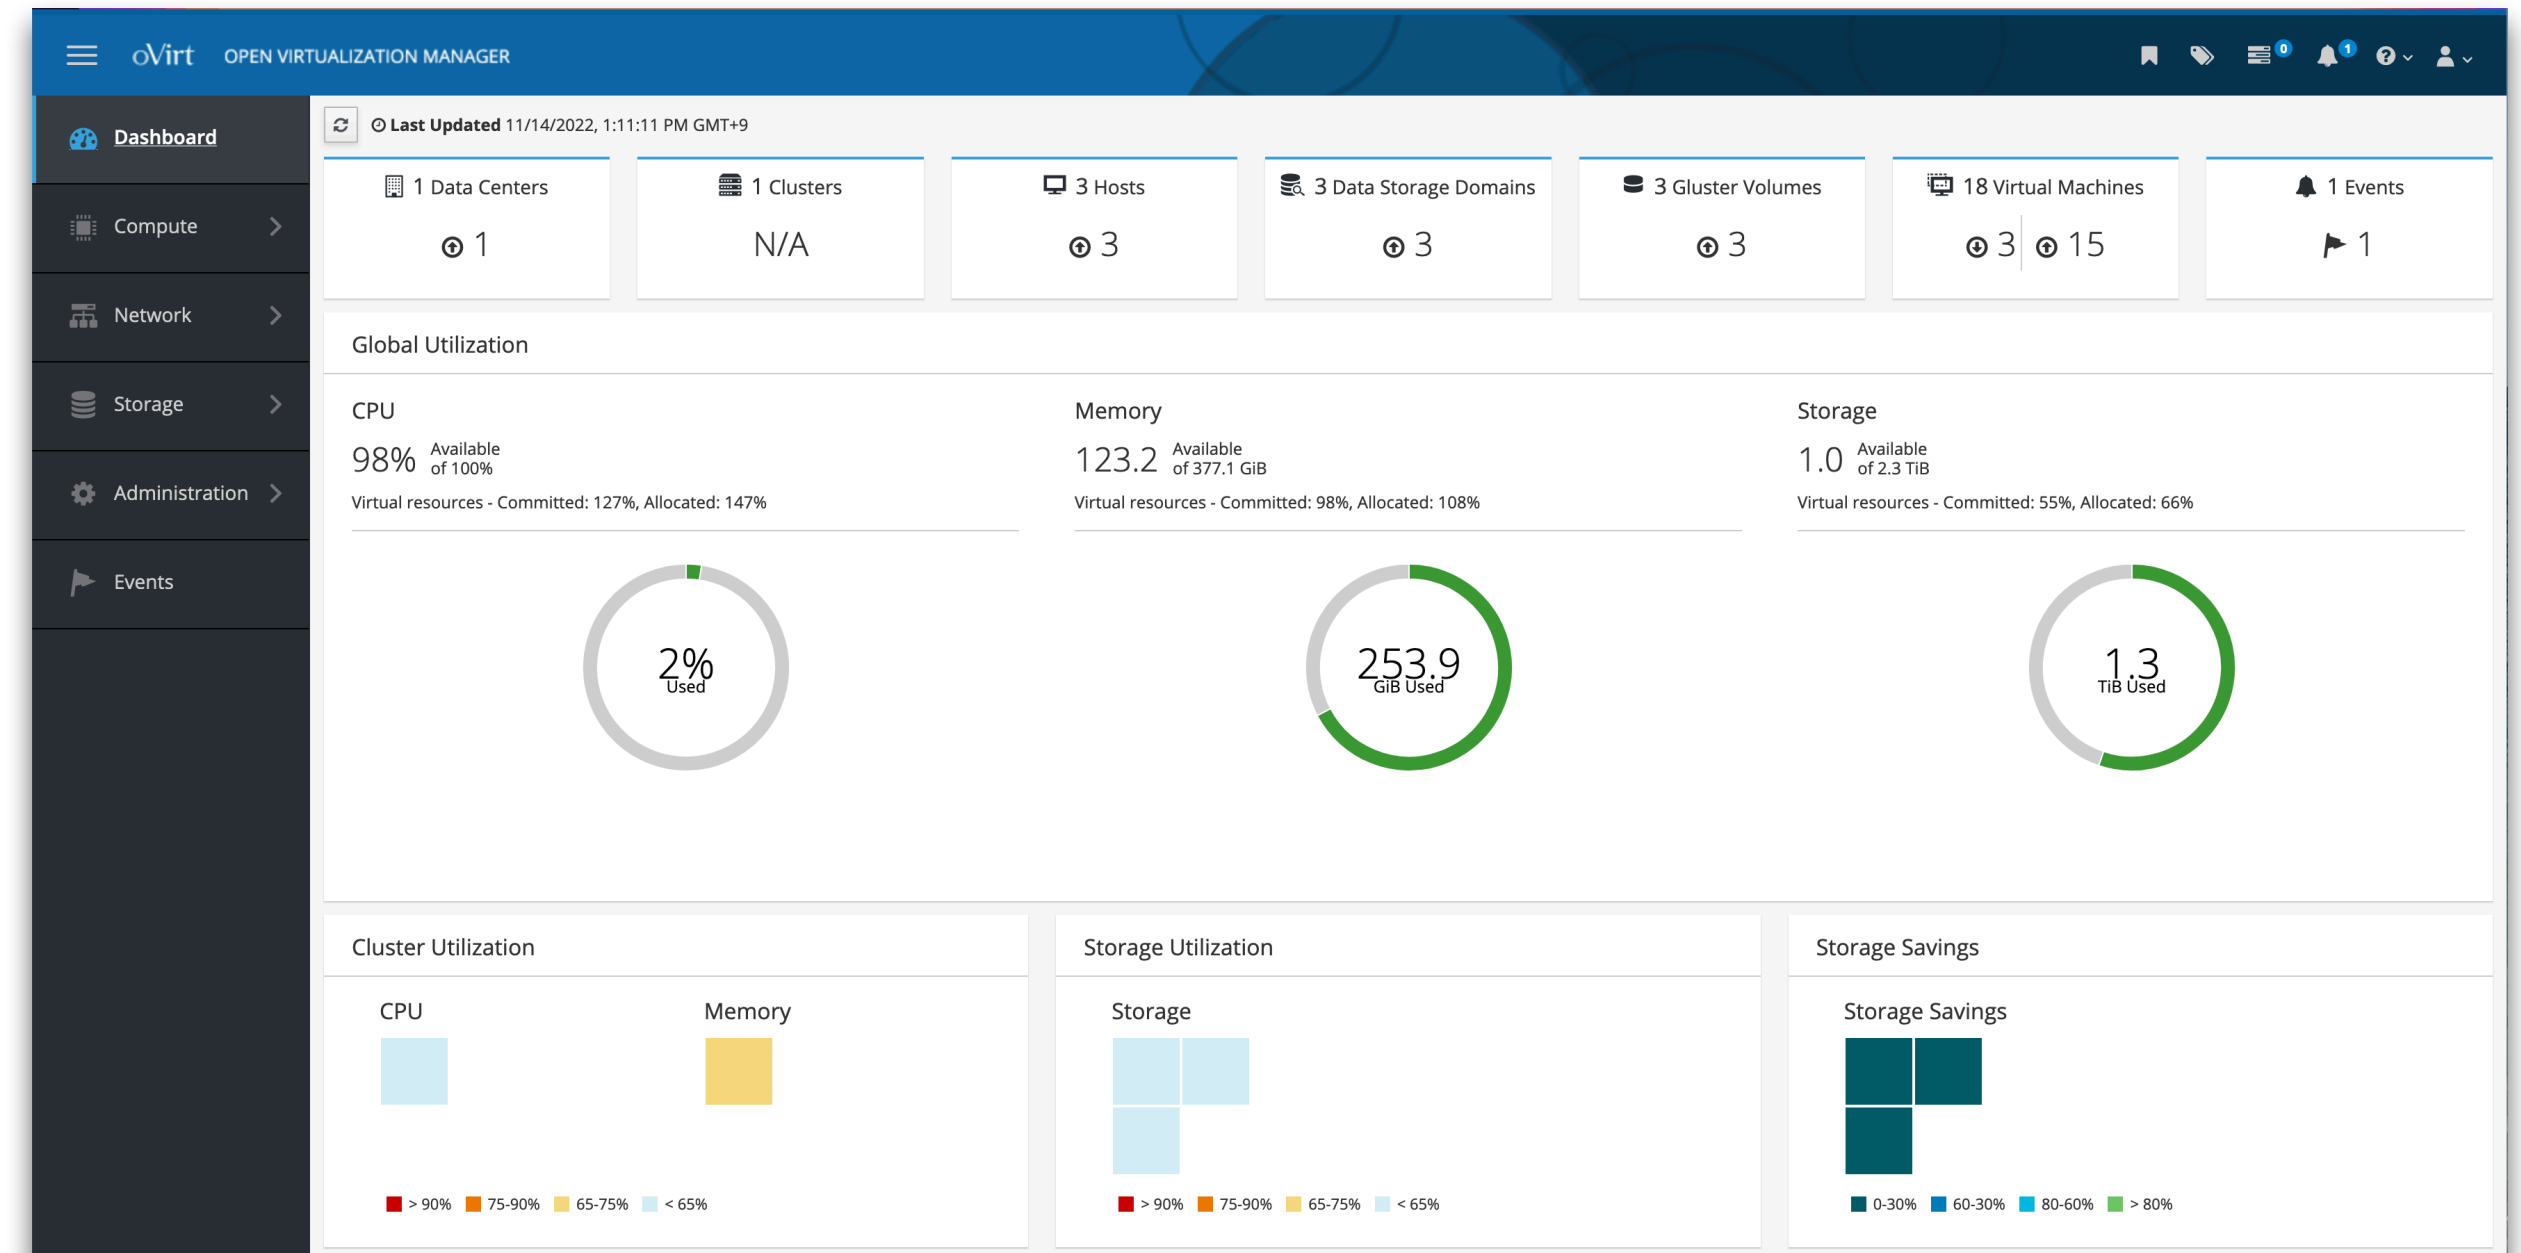 oVirt OPEN VIRTUALIZATION MANAGER 0 1
Dashboard
Compute
Network
Storage
Administration
Events
Last Updated 11/14/2022, 1:11:11 PM GMT+9
1 Data Centers
1
1 Clusters
N/A
3 Hosts
3
3 Data Storage Domains
3
3 Gluster Volumes
3
18 Virtual Machines
3 15
1 Events
1
Global Utilization
CPU
98% Available
of 100%
Virtual resources - Committed: 127%, Allocated: 147%
2%
Used
Memory
123.2 Available
of 377.1 GiB
Virtual resources - Committed: 98%, Allocated: 108%
253.9
GiB Used
Storage
1.0 Available
of 2.3 TiB
Virtual resources - Committed: 55%, Allocated: 66%
1.3
TiB Used
Cluster Utilization
CPU Memory
> 90% 75-90% 65-75% < 65%
Storage Utilization
Storage
> 90% 75-90% 65-75% < 65%
Storage Savings
Storage Savings
0-30% 60-30% 80-60% > 80%